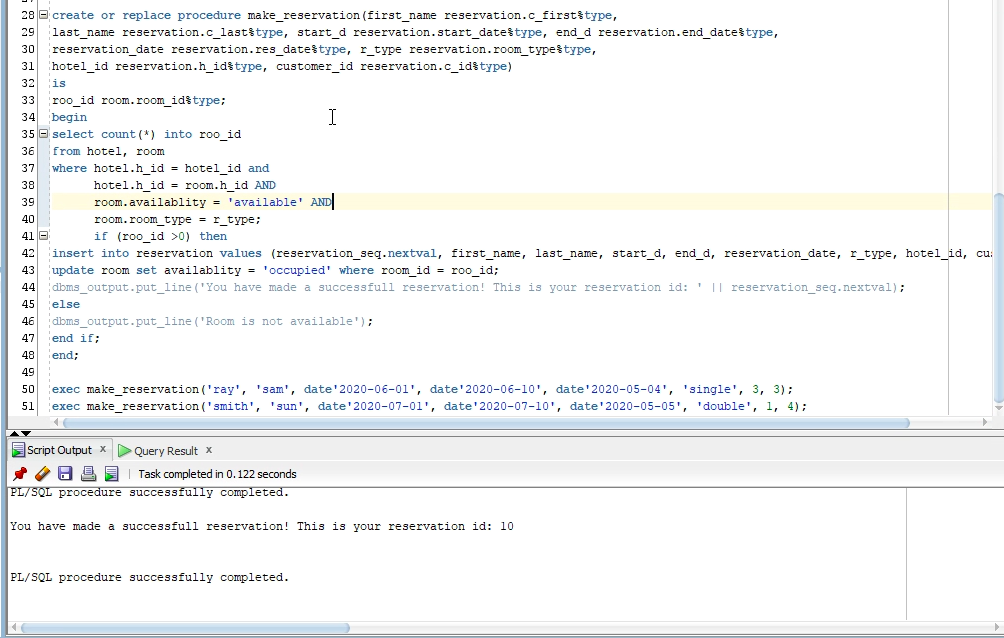 28 create or replace procedure make_reservation(first_name reservation.c_first%type,
29 last_name reservation.c_last%type, start_d reservation.start_date%type, end_d reservation.end_date%type,
30 reservation_date reservation.res_date%type, r_type reservation.room_type%type,
31 hotel_id reservation.h_id%type, customer_id reservation.c_id%type)
32 is
33 roo_id room.room_id%type;
34 begin
35 select count(*) into roo_id
36 from hotel, room
37 where hotel.h_id = hotel_id and
38 hotel.h_id = room.h_id AND
39 room.availablity = 'available' AND
40 room.room_type = r_type;
41 if (roo_id >0) then
42 insert into reservation values (reservation_seq.nextval, first_name, last_name, start_d, end_d, reservation_date, r_type, hotel_id, cu
43 update room set availablity = 'occupied' where room_id = roo_id;
44 dbms_output.put_line('You have made a successfull reservation! This is your reservation id: ' || reservation_seq.nextval);
45 else
46 dbms_output.put_line('Room is not available');
47 end if;
48 end;
49
50 exec make_reservation('ray', 'sam', date'2020-06-01', date'2020-06-10', date'2020-05-04', 'single', 3, 3);
51 exec make_reservation('smith', 'sun', date'2020-07-01', date'2020-07-10', date'2020-05-05', 'double', 1, 4);
Script Output x Query Result x
Task completed in 0.122 seconds
PL/SQL procedure successfully completed.
You have made a successfull reservation! This is your reservation id: 10
PL/SQL procedure successfully completed.